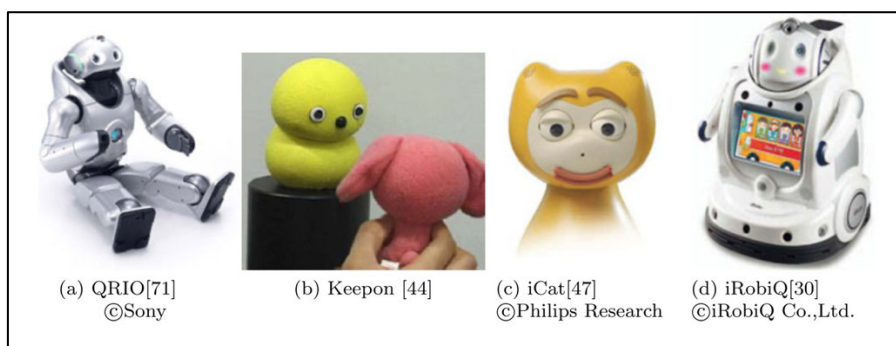 (a) QRIO[71]
©Sony
(b) Keepon [44]
(c) iCat[47]
©Philips Research
(d) iRobiQ[30]
©iRobiQ Co.,Ltd.